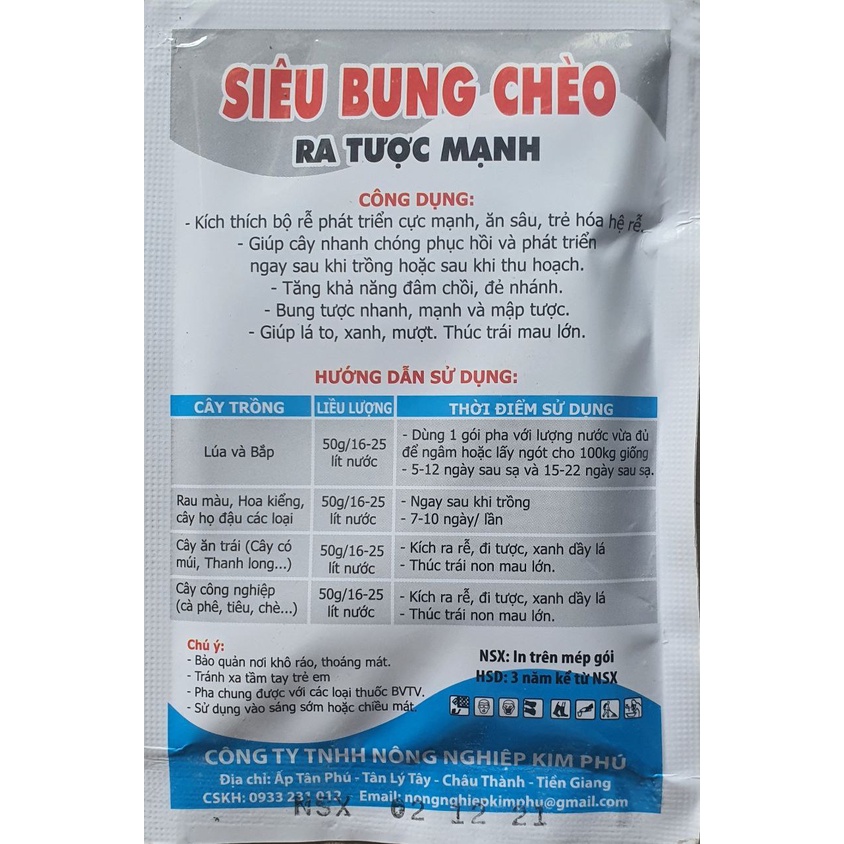 SIÊU BUNG CHÈO
RA TƯỢC MẠNH
CÔNG DỤNG:
- Kích thích bộ rễ phát triển cực mạnh, ăn sâu, trẻ hóa hệ rễ.
- Giúp cây nhanh chóng phục hồi và phát triển
ngay sau khi trồng hoặc sau khi thu hoạch.
- Tăng khả năng đâm chồi, đẻ nhánh.
- Bung tược nhanh, mạnh và mập tược.
- Giúp lá to, xanh, mượt. Thúc trái mau lớn.
HƯỚNG DẪN SỬ DỤNG:
CÂY TRỒNG LIỀU LƯỢNG THỜI ĐIỂM SỬ DỤNG
Lúa và Bắp
50g/16-25
lít nước
- Dùng 1 gói pha với lượng nước vừa đủ
để ngâm hoặc lấy ngót cho 100kg giống
- 5-12 ngày sau sạ và 15-22 ngày sau sạ.
Rau màu, Hoa kiểng,
cây họ đậu các loại
50g/16-25
lít nước
- Ngay sau khi trồng
- 7-10 ngày/ lần
Cây ăn trái (Cây có
múi, Thanh long...)
50g/16-25
lít nước
- Kích ra rễ, đi tược, xanh dầy lá
- Thúc trái non mau lớn.
Cây công nghiệp
(cà phê, tiêu, chè...)
50g/16-25
lít nước
- Kích ra rễ, đi tược, xanh dầy lá
- Thúc trái non mau lớn.
Chú ý:
- Bảo quản nơi khô ráo, thoáng mát.
- Tránh xa tầm tay trẻ em
- Pha chung được với các loại thuốc BVTV.
- Sử dụng vào sáng sớm hoặc chiều mát.
NSX: In trên mép gói
HSD: 3 năm kể từ NSX
CÔNG TY TNHH NÔNG NGHIỆP KIM PHÚ
Địa chỉ: Ấp Tân Phú - Tân Lý Tây - Châu Thành - Tiền Giang
CSKH: 0933 231 013 Email: nongnghiepkimphu@gmail.com
NSX 02 12 21